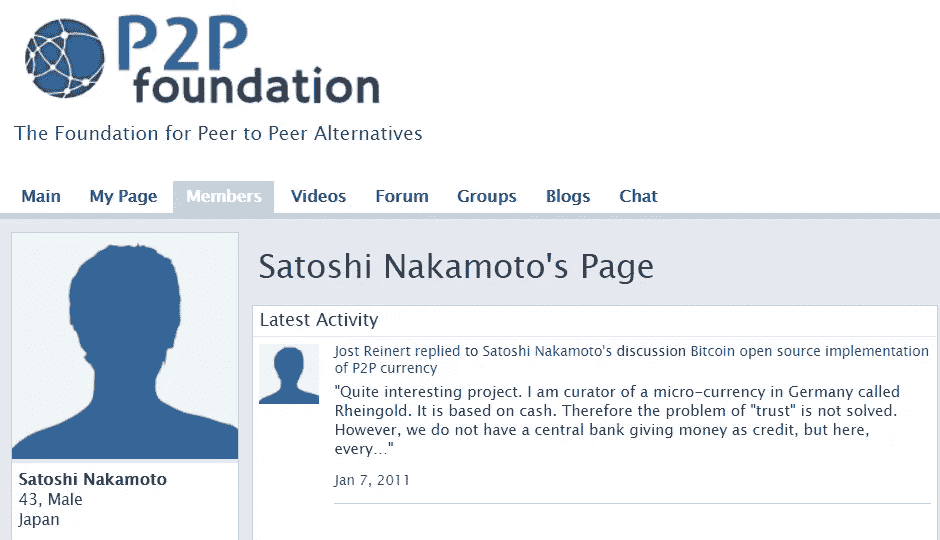 P2P
foundation
The Foundation for Peer to Peer Alternatives
Main My Page Members Videos Forum Groups Blogs Chat
Satoshi Nakamoto's Page
Latest Activity
Jost Reinert replied to Satoshi Nakamoto's discussion Bitcoin open source implementation
of P2P currency
"Quite interesting project. I am curator of a micro-currency in Germany called
Rheingold. It is based on cash. Therefore the problem of "trust" is not solved.
However, we do not have a central bank giving money as credit, but here,
every..."
Jan 7, 2011
Satoshi Nakamoto
43, Male
Japan